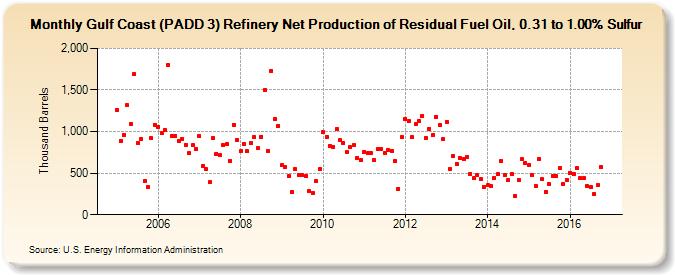 Monthly Gulf Coast (PADD 3) Refinery Net Production of Residual Fuel Oil, 0.31 to 1.00% Sulfur
Thousand Barrels
2,000
1,500
1,000
500
0
2006 2008 2010 2012 2014 2016
Source: U.S. Energy Information Administration